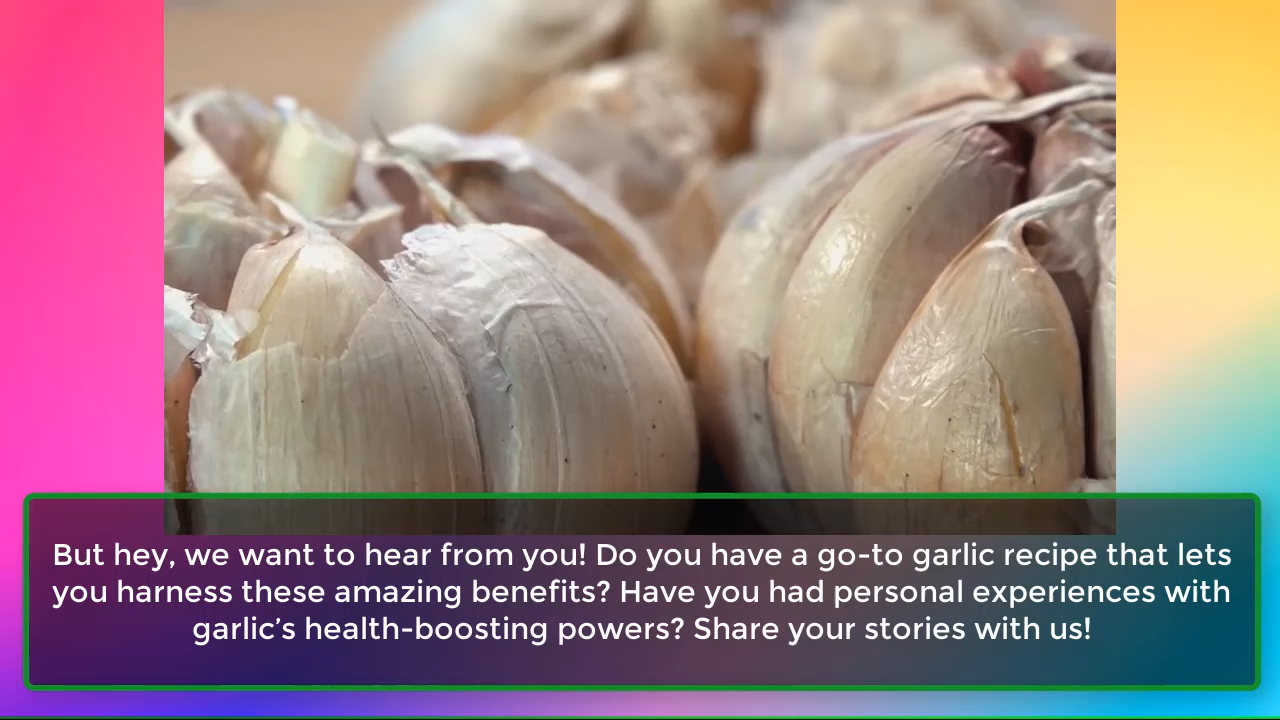 But hey, we want to hear from you! Do you have a go-to garlic recipe that lets
you harness these amazing benefits? Have you had personal experiences with
garlic’s health-boosting powers? Share your stories with us!